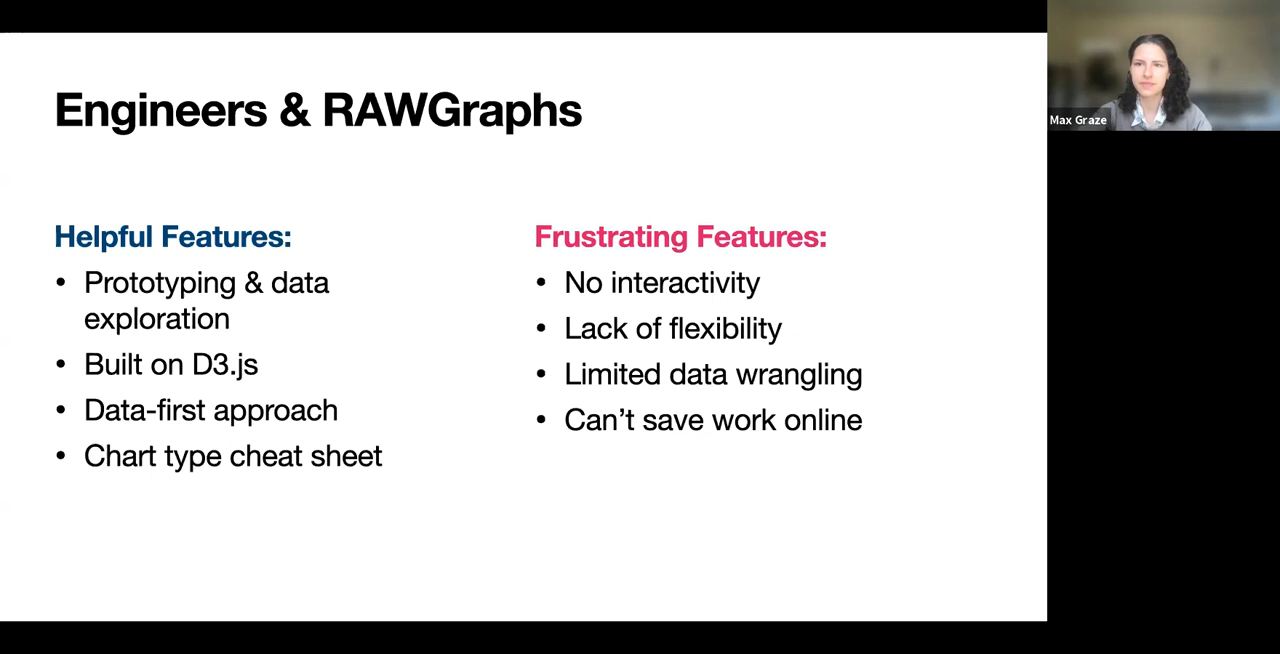 Engineers & RAWGraphs
Helpful Features:
• Prototyping & data
exploration
• Built on D3.js
• Data-first approach
• Chart type cheat sheet
Frustrating Features:
• No interactivity
• Lack of flexibility
• Limited data wrangling
• Can’t save work online
Max Graze